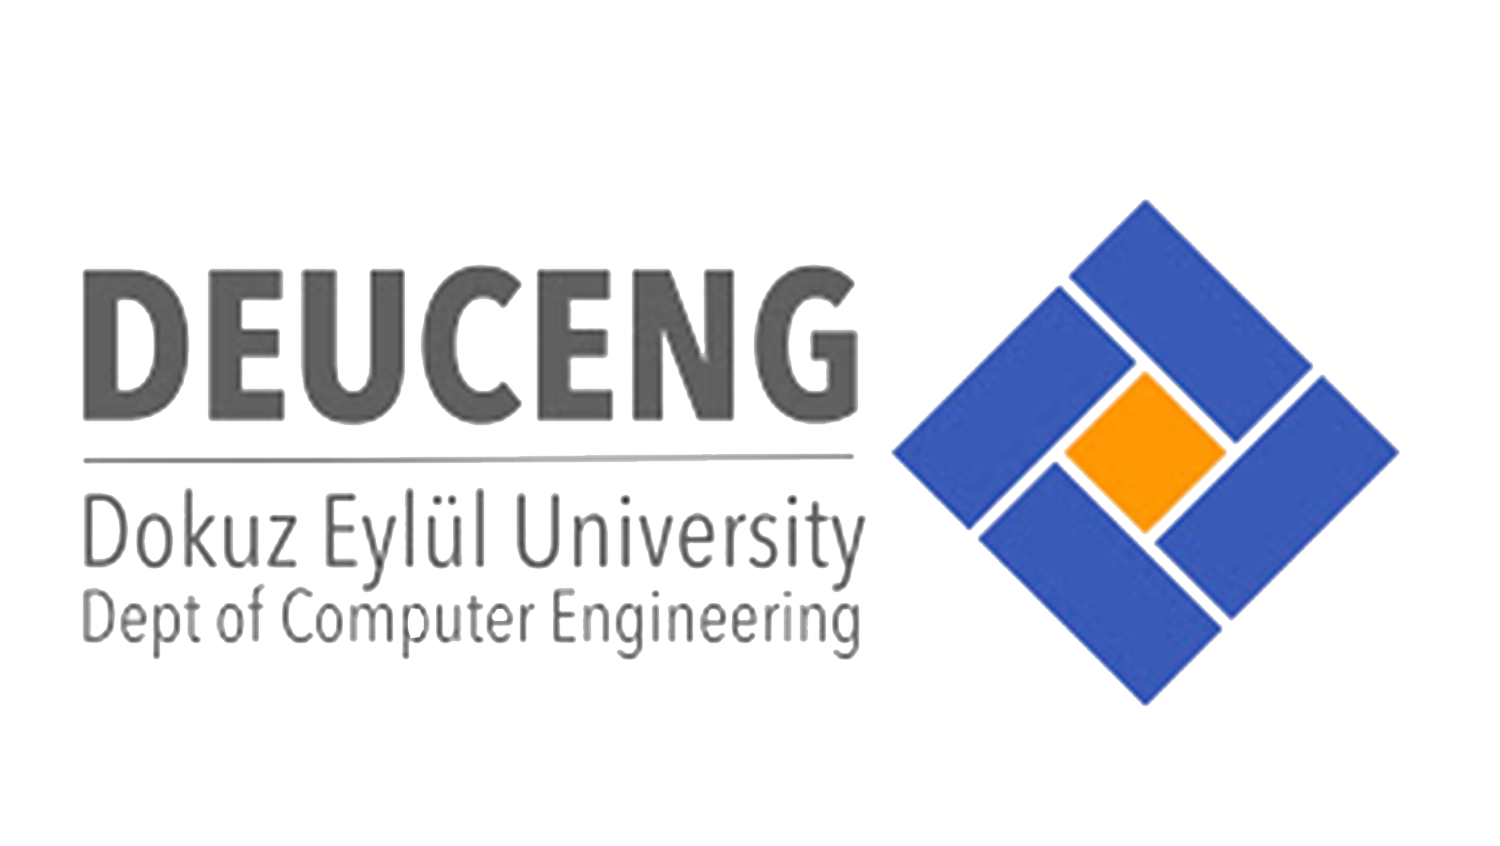 DEUCENG
Dokuz Eylül University
Dept of Computer Engineering